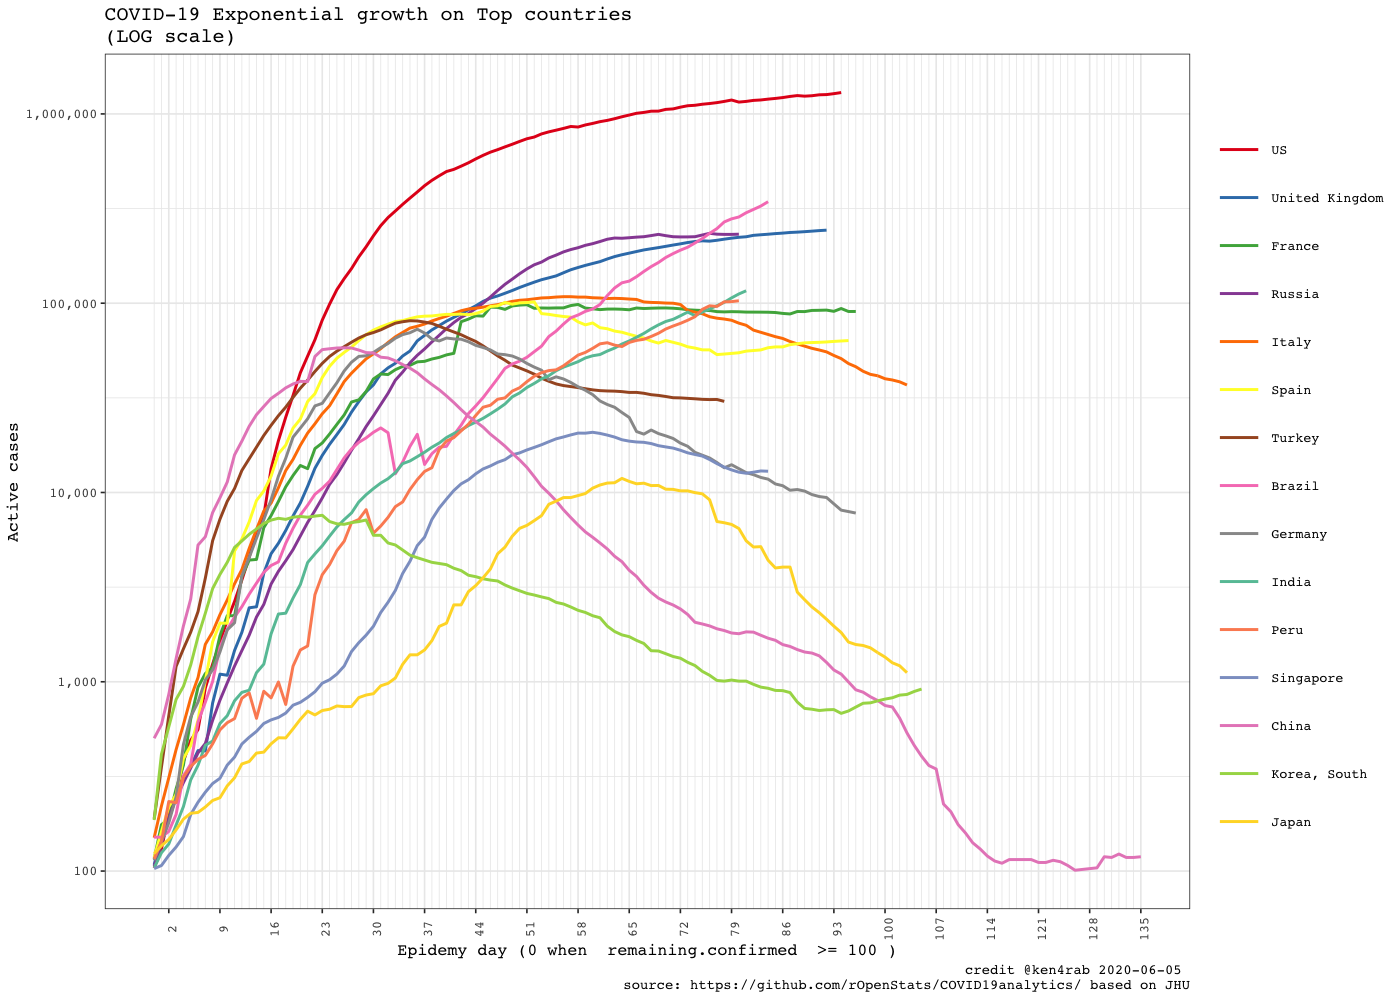 COVID-19 Exponential growth on Top countries
(LOG scale)
1,000,000
100,000
10,000
1,000
100
Active cases
2
9
16
23
30
37
44
51
58
65
72
79
86
93
100
107
114
121
128
135
Epidemy day (0 when  remaining.confirmed  >= 100 )
US
United Kingdom
France
Russia
Italy
Spain
Turkey
Brazil
Germany
India
Peru
Singapore
China
Korea, South
Japan
credit @ken4rab 2020-06-05
source: https://github.com/rOpenStats/COVID19analytics/ based on JHU